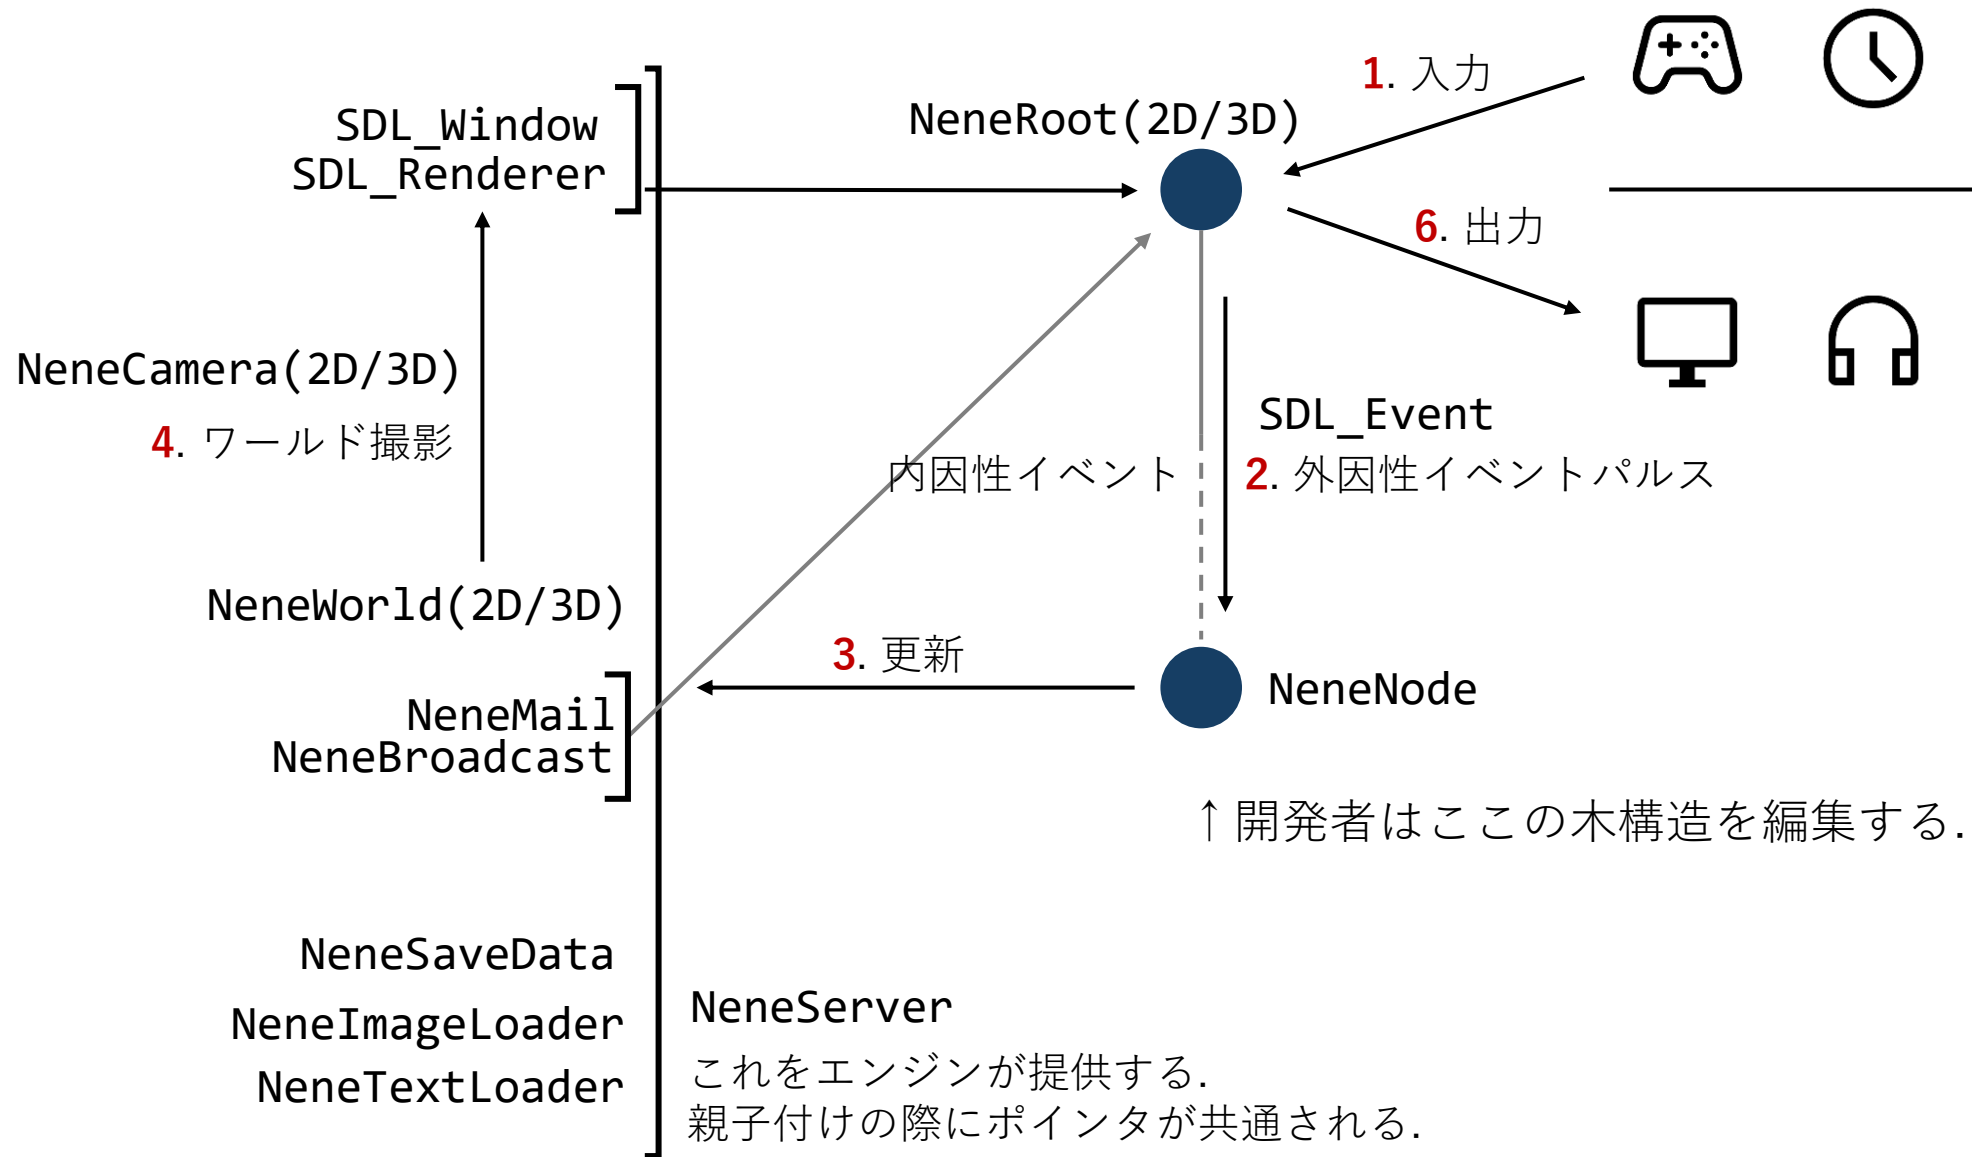 1. 入力
NeneRoot(2D/3D)
SDL_Window
SDL_Renderer
6. 出力
NeneCamera(2D/3D)
4. ワールド撮影
SDL_Event
内因性イベント
2. 外因性イベントパルス
NeneWorld(2D/3D)
3. 更新
NeneNode
NeneMail
NeneBroadcast
↑開発者はここの木構造を編集する.
NeneSaveData
NeneImageLoader
NeneTextLoader
NeneServer
これをエンジンが提供する.
親子付けの際にポインタが共通される.